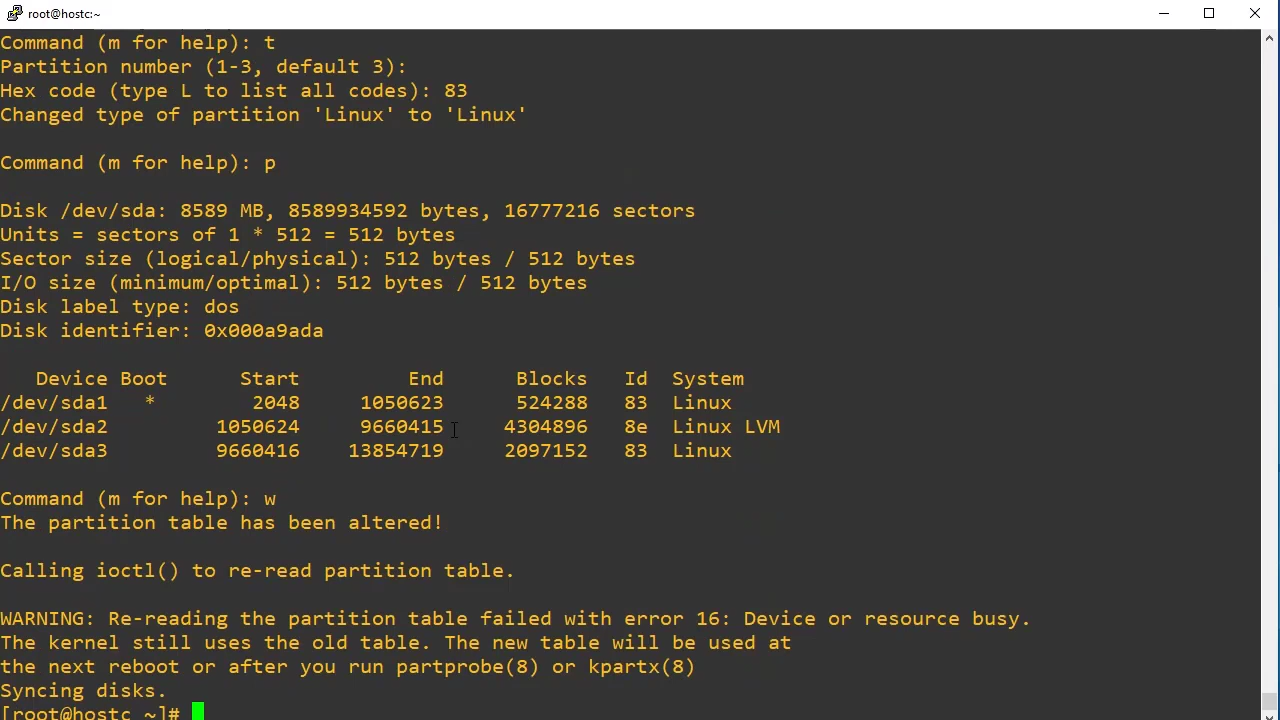 root@hostc:~
Command (m for help): t
Partition number (1-3, default 3):
Hex code (type L to list all codes): 83
Changed type of partition 'Linux' to 'Linux'
Command (m for help): p
Disk /dev/sda: 8589 MB, 8589934592 bytes, 16777216 sectors
Units = sectors of 1 * 512 = 512 bytes
Sector size (logical/physical): 512 bytes / 512 bytes
I/O size (minimum/optimal): 512 bytes / 512 bytes
Disk label type: dos
Disk identifier: 0x000a9ada
Device Boot Start End Blocks Id System
/dev/sda1 * 2048 1050623 524288 83 Linux
/dev/sda2 1050624 9660415 4304896 8e Linux LVM
/dev/sda3 9660416 13854719 2097152 83 Linux
Command (m for help): w
The partition table has been altered!
Calling ioctl() to re-read partition table.
WARNING: Re-reading the partition table failed with error 16: Device or resource busy.
The kernel still uses the old table. The new table will be used at
the next reboot or after you run partprobe(8) or kpartx(8)
Syncing disks.
[root@hostc ~]#